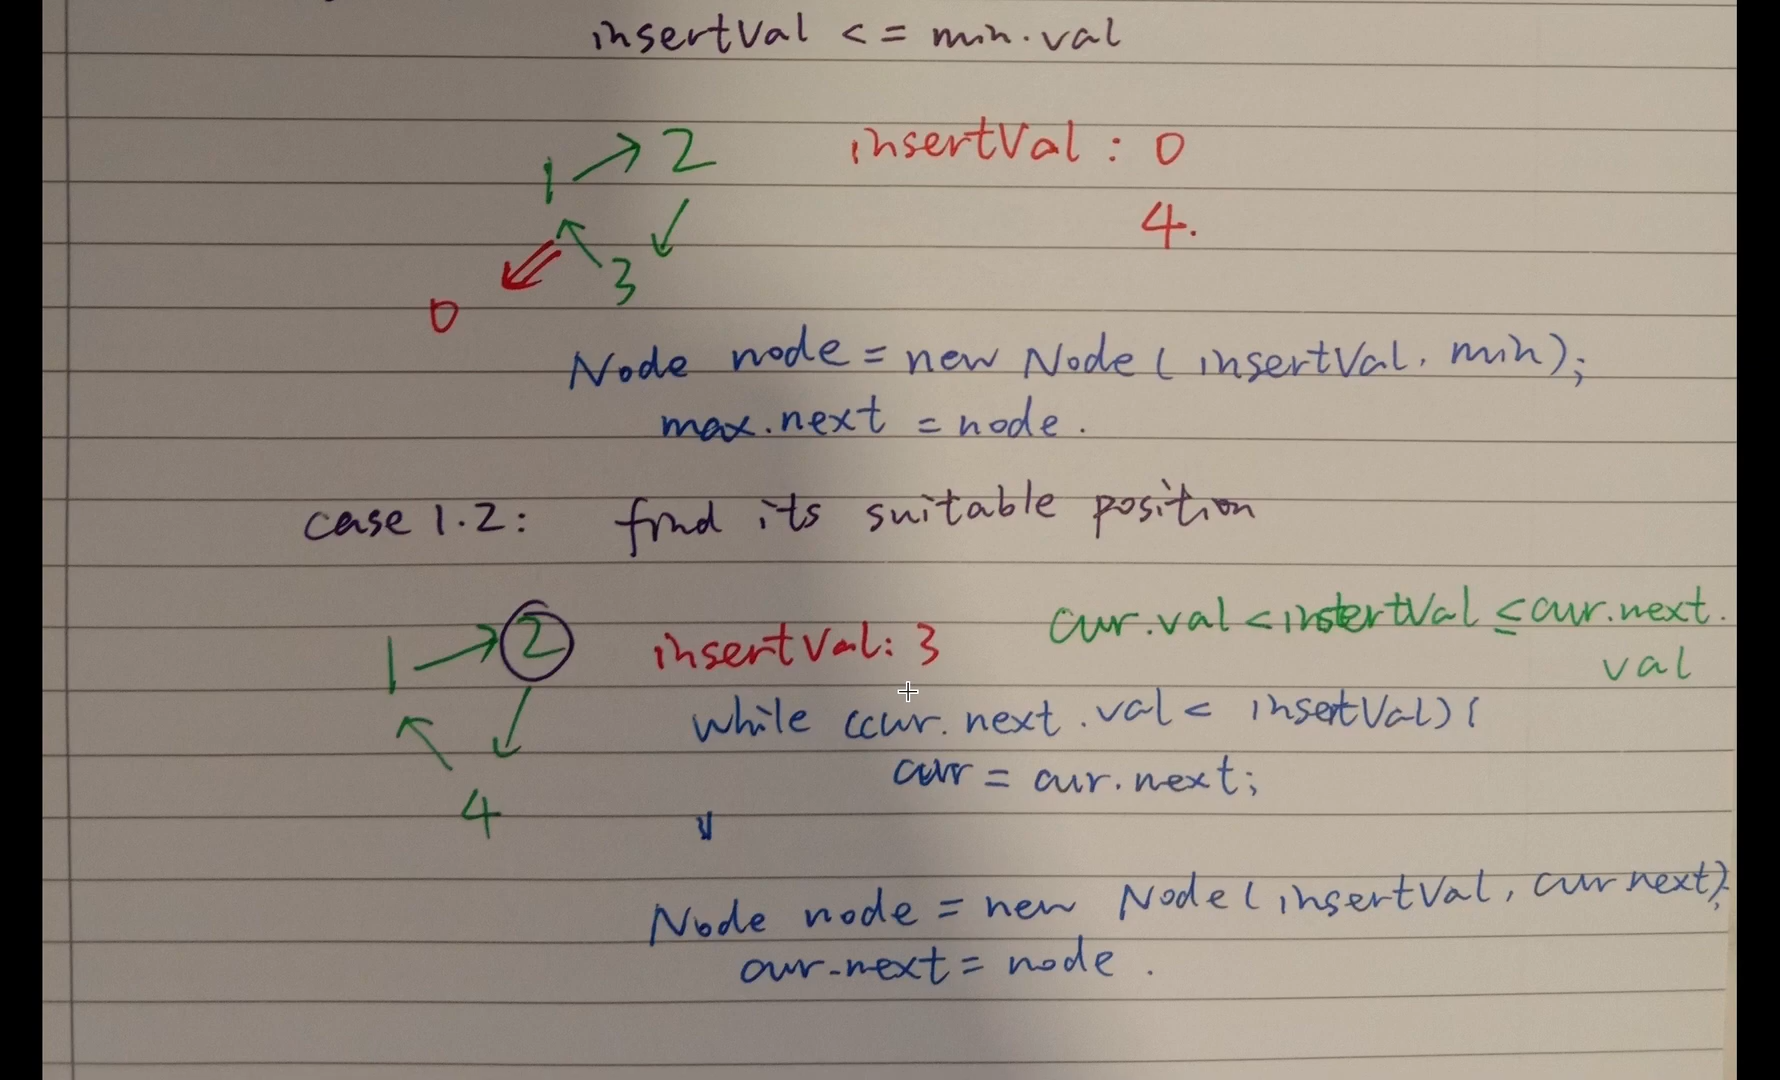 insertVal <= min.val
1 → 2 insertVal : 0
4.
3
0
Node node = new Node ( insertVal, min);
max.next = node.
case 1.2: find its suitable position
cur.val < insertVal ≤ cur.next.
1 → 2 insertVal: 3
val
while (cur.next.val < insertVal) {
cur = cur.next;
4
Node node = new Node ( insertVal, cur next);
cur.next = node.